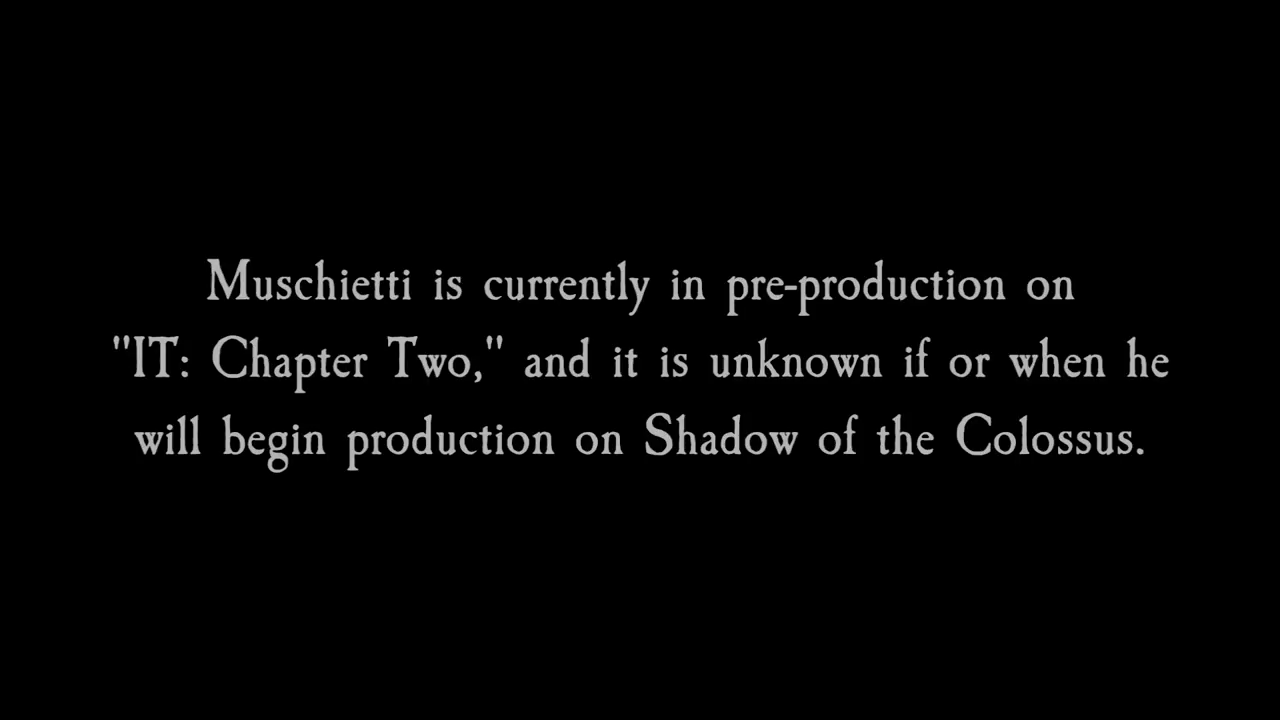 Muschietti is currently in pre-production on
"IT: Chapter Two," and it is unknown if or when he
will begin production on Shadow of the Colossus.